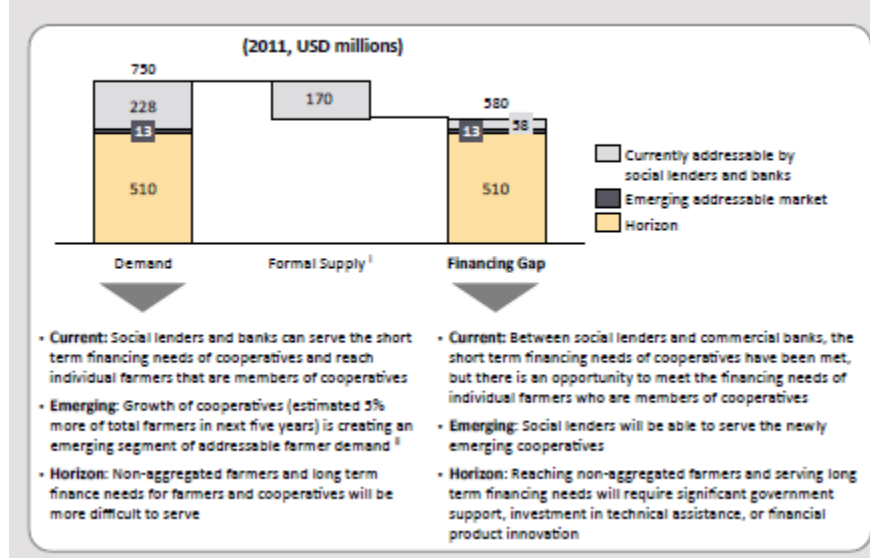 (2011, USD millions)
750
228
13
510
170
580
58
13
510
Currently addressable by
social lenders and banks
Emerging addressable market
Horizon
Demand
Formal Supply i
Financing Gap
• Current: Social lenders and banks can serve the short
term financing needs of cooperatives and reach
individual farmers that are members of cooperatives
• Emerging: Growth of cooperatives (estimated 5%
more of total farmers in next five years) is creating an
emerging segment of addressable farmer demand ii
• Horizon: Non-aggregated farmers and long term
finance needs for farmers and cooperatives will be
more difficult to serve
• Current: Between social lenders and commercial banks, the
short term financing needs of cooperatives have been met,
but there is an opportunity to meet the financing needs of
individual farmers who are members of cooperatives
• Emerging: Social lenders will be able to serve the newly
emerging cooperatives
• Horizon: Reaching non-aggregated farmers and serving long
term financing needs will require significant government
support, investment in technical assistance, or financial
product innovation